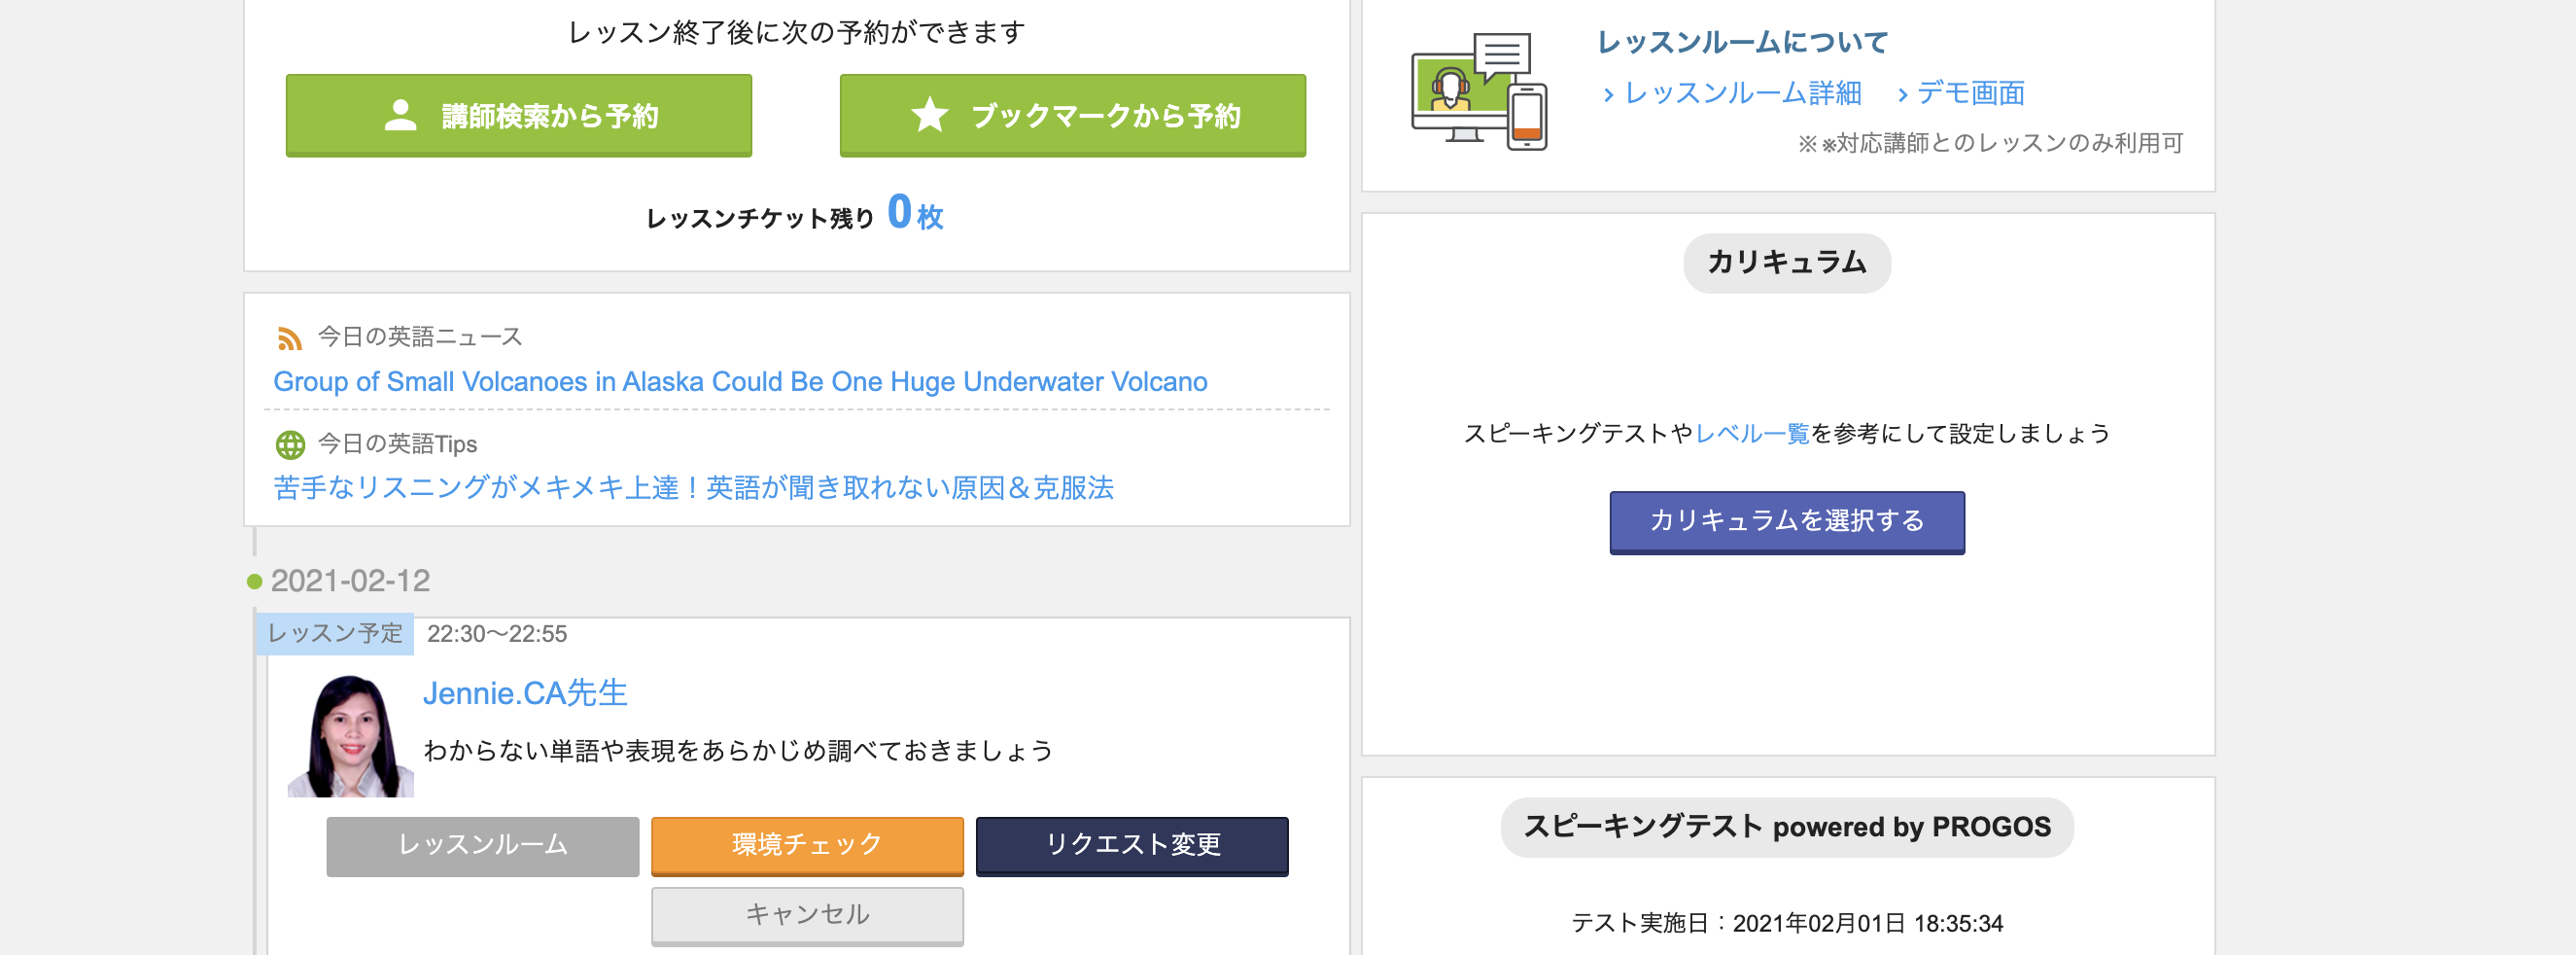 レッスン終了後に次の予約ができます
講師検索から予約
ブックマークから予約
レッスンチケット残り 0枚
今日の英語ニュース
Group of Small Volcanoes in Alaska Could Be One Huge Underwater Volcano
今日の英語Tips
苦手なリスニングがメキメキ上達！英語が聞き取れない原因＆克服法
2021-02-12
レッスン予定 22:30〜22:55
Jennie.CA先生
わからない単語や表現をあらかじめ調べておきましょう
レッスンルーム
環境チェック
リクエスト変更
キャンセル
レッスンルームについて
› レッスンルーム詳細 › デモ画面
※ ※対応講師とのレッスンのみ利用可
カリキュラム
スピーキングテストやレベル一覧を参考にして設定しましょう
カリキュラムを選択する
スピーキングテスト powered by PROGOS
テスト実施日：2021年02月01日 18:35:34